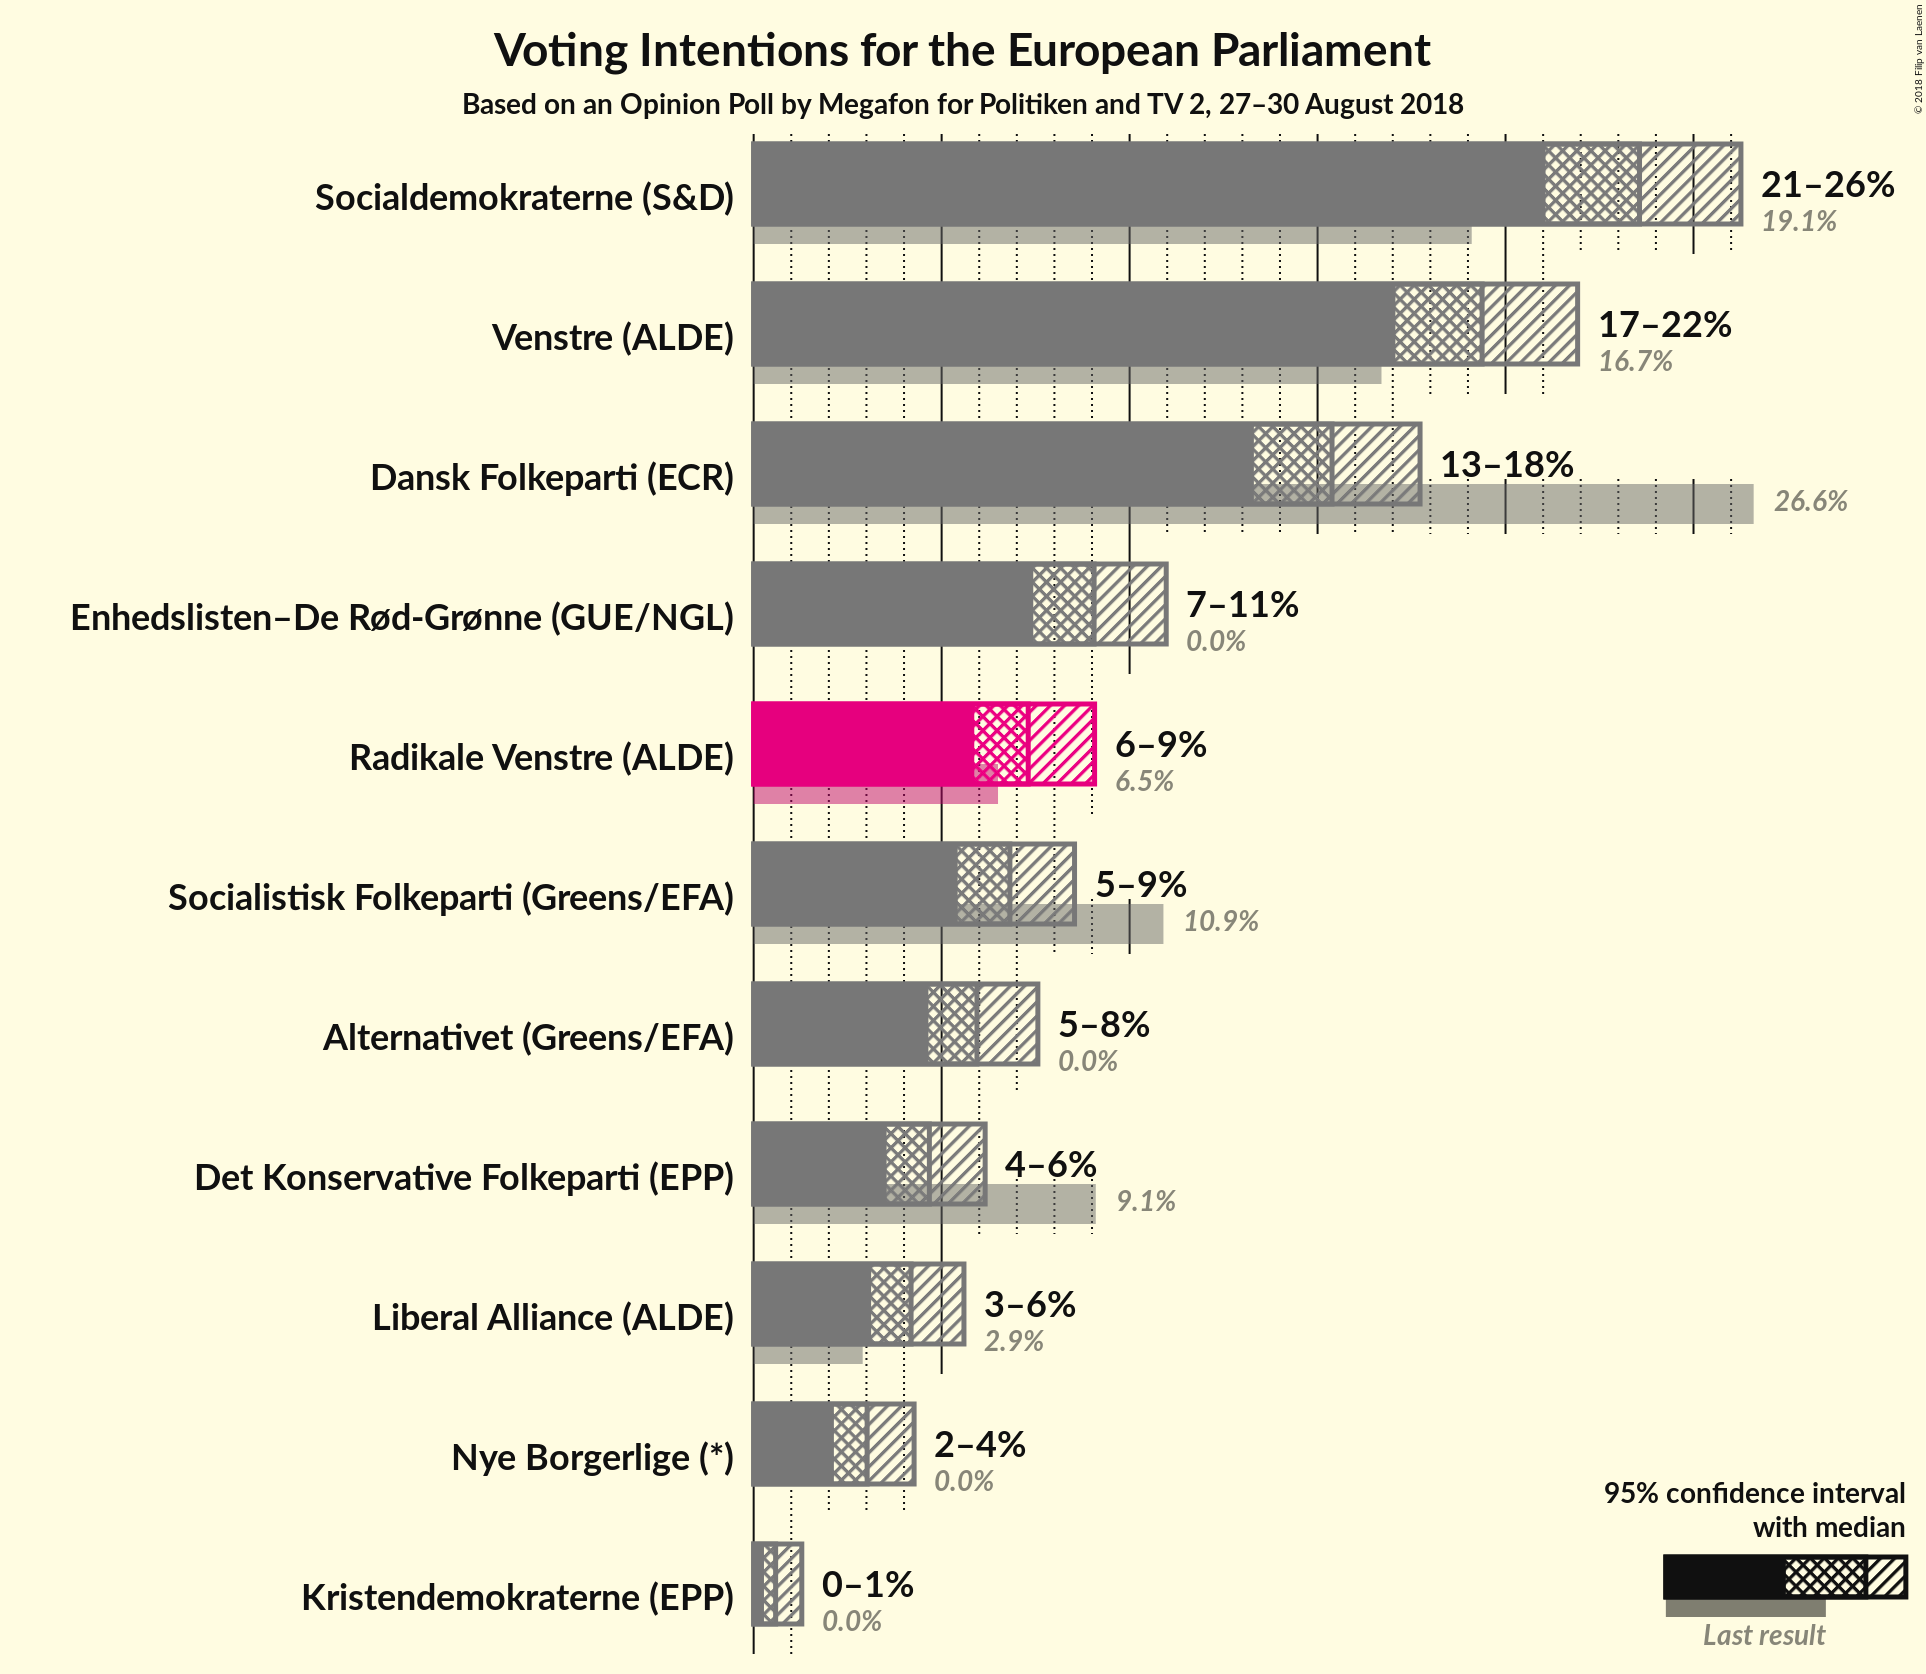 Voting Intentions for the European Parliament
Based on an Opinion Poll by Megafon for Politiken and TV 2, 27–30 August 2018
© 2018 Filip van Laenen
Socialdemokraterne (S&D)
21–26%
19.1%
Venstre (ALDE)
17–22%
16.7%
Dansk Folkeparti (ECR)
13–18%
26.6%
Enhedslisten–De Rød-Grønne (GUE/NGL)
7–11%
0.0%
Radikale Venstre (ALDE)
6–9%
6.5%
Socialistisk Folkeparti (Greens/EFA)
5–9%
10.9%
Alternativet (Greens/EFA)
5–8%
0.0%
Det Konservative Folkeparti (EPP)
4–6%
9.1%
Liberal Alliance (ALDE)
3–6%
2.9%
Nye Borgerlige (*)
2–4%
0.0%
Kristendemokraterne (EPP)
0–1%
0.0%
95% confidence interval
with median
Last result